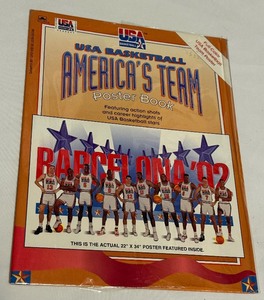 USA
USA
USA BASKETBALL
AMERICA'S TEAM
Poster Book
Featuring action shots
and career highlights of
USA Basketball stars
BARCELONA '92
THIS IS THE ACTUAL 22" X 34" POSTER FEATURED INSIDE.